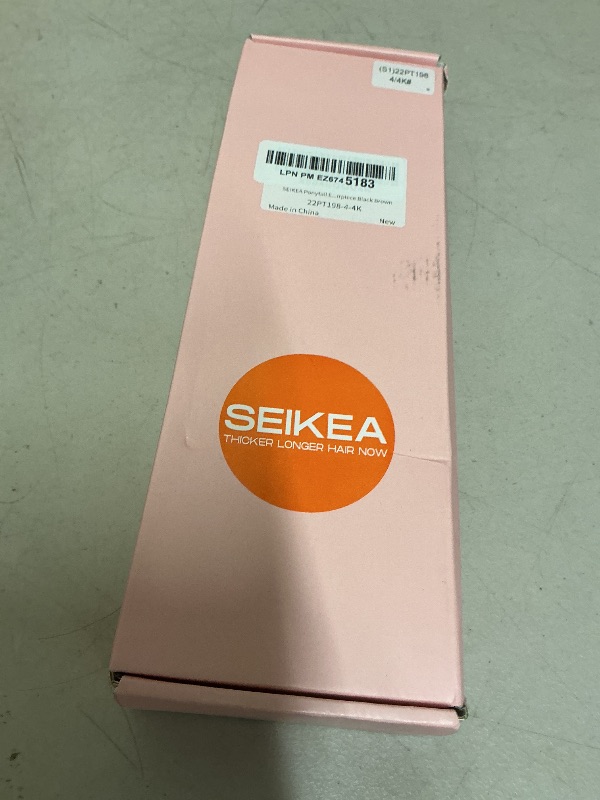 (S1)22PT198
4/4K#
LPN PM EZ674 5183
SEIKEA Ponytail E...rpiece Black Brown
22PT198-4-4K
Made in China
New
SEIKEA
THICKER LONGER HAIR NOW